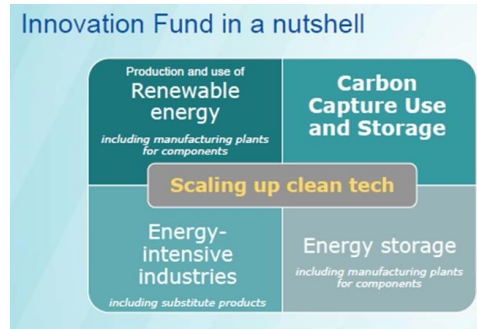 Innovation Fund in a nutshell
Production and use of
Renewable
energy
including manufacturing plants
for components
Carbon
Capture Use
and Storage
Scaling up clean tech
Energy-
intensive
industries
including substitute products
Energy storage
including manufacturing plants
for components